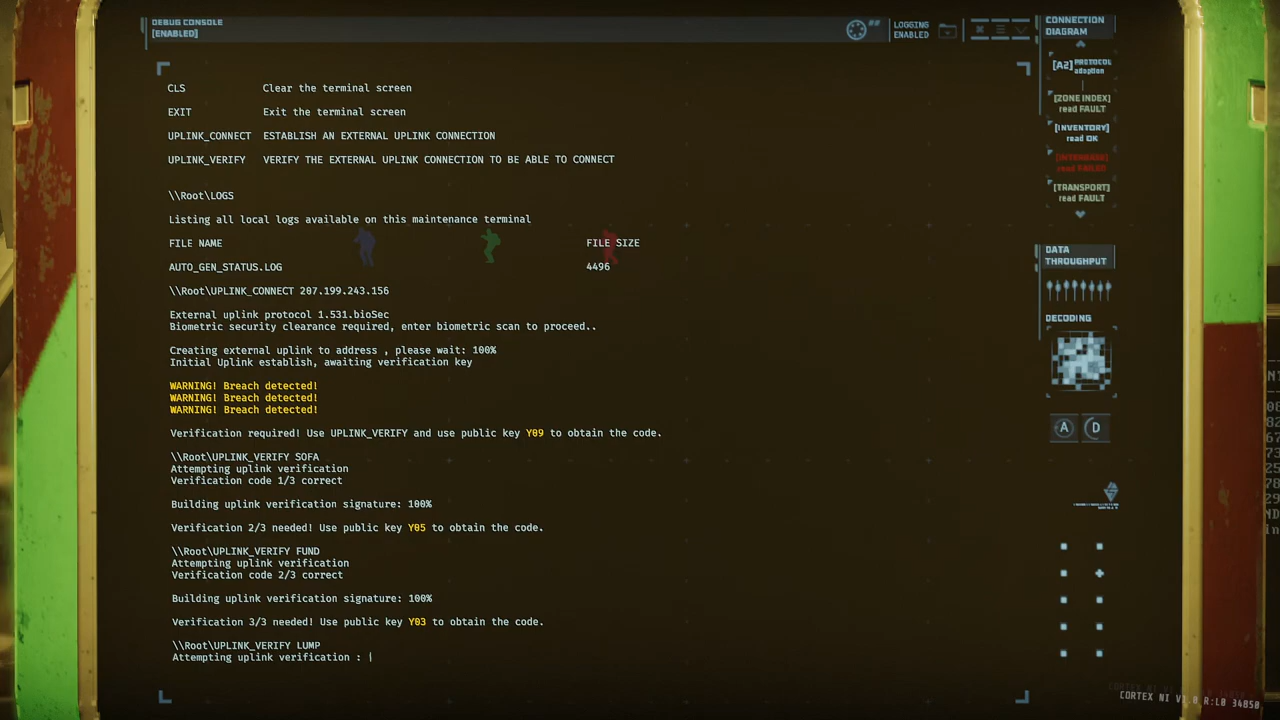 DEBUG CONSOLE
[ENABLED]
LOGGING
ENABLED
CONNECTION
DIAGRAM
CLS Clear the terminal screen
EXIT Exit the terminal screen
UPLINK_CONNECT ESTABLISH AN EXTERNAL UPLINK CONNECTION
UPLINK_VERIFY VERIFY THE EXTERNAL UPLINK CONNECTION TO BE ABLE TO CONNECT
\\Root\LOGS
Listing all local logs available on this maintenance terminal
FILE NAME FILE SIZE
AUTO_GEN_STATUS.LOG 4496
\\Root\UPLINK_CONNECT 207.199.243.156
External uplink protocol 1.531.bioSec
Biometric security clearance required, enter biometric scan to proceed..
Creating external uplink to address , please wait: 100%
Initial Uplink establish, awaiting verification key
WARNING! Breach detected!
WARNING! Breach detected!
WARNING! Breach detected!
Verification required! Use UPLINK_VERIFY and use public key Y09 to obtain the code.
\\Root\UPLINK_VERIFY SOFA
Attempting uplink verification
Verification code 1/3 correct
Building uplink verification signature: 100%
Verification 2/3 needed! Use public key Y05 to obtain the code.
\\Root\UPLINK_VERIFY FUND
Attempting uplink verification
Verification code 2/3 correct
Building uplink verification signature: 100%
Verification 3/3 needed! Use public key Y03 to obtain the code.
\\Root\UPLINK_VERIFY LUMP
Attempting uplink verification : |
[A2] PROTOCOL
adaption
[ZONE INDEX]
read FAULT
[INVENTORY]
read OK
read FAILED
[TRANSPORT]
read FAULT
DATA
THROUGHPUT
DECODING
A D
CORTEX NI V1.0 R:L0 34850